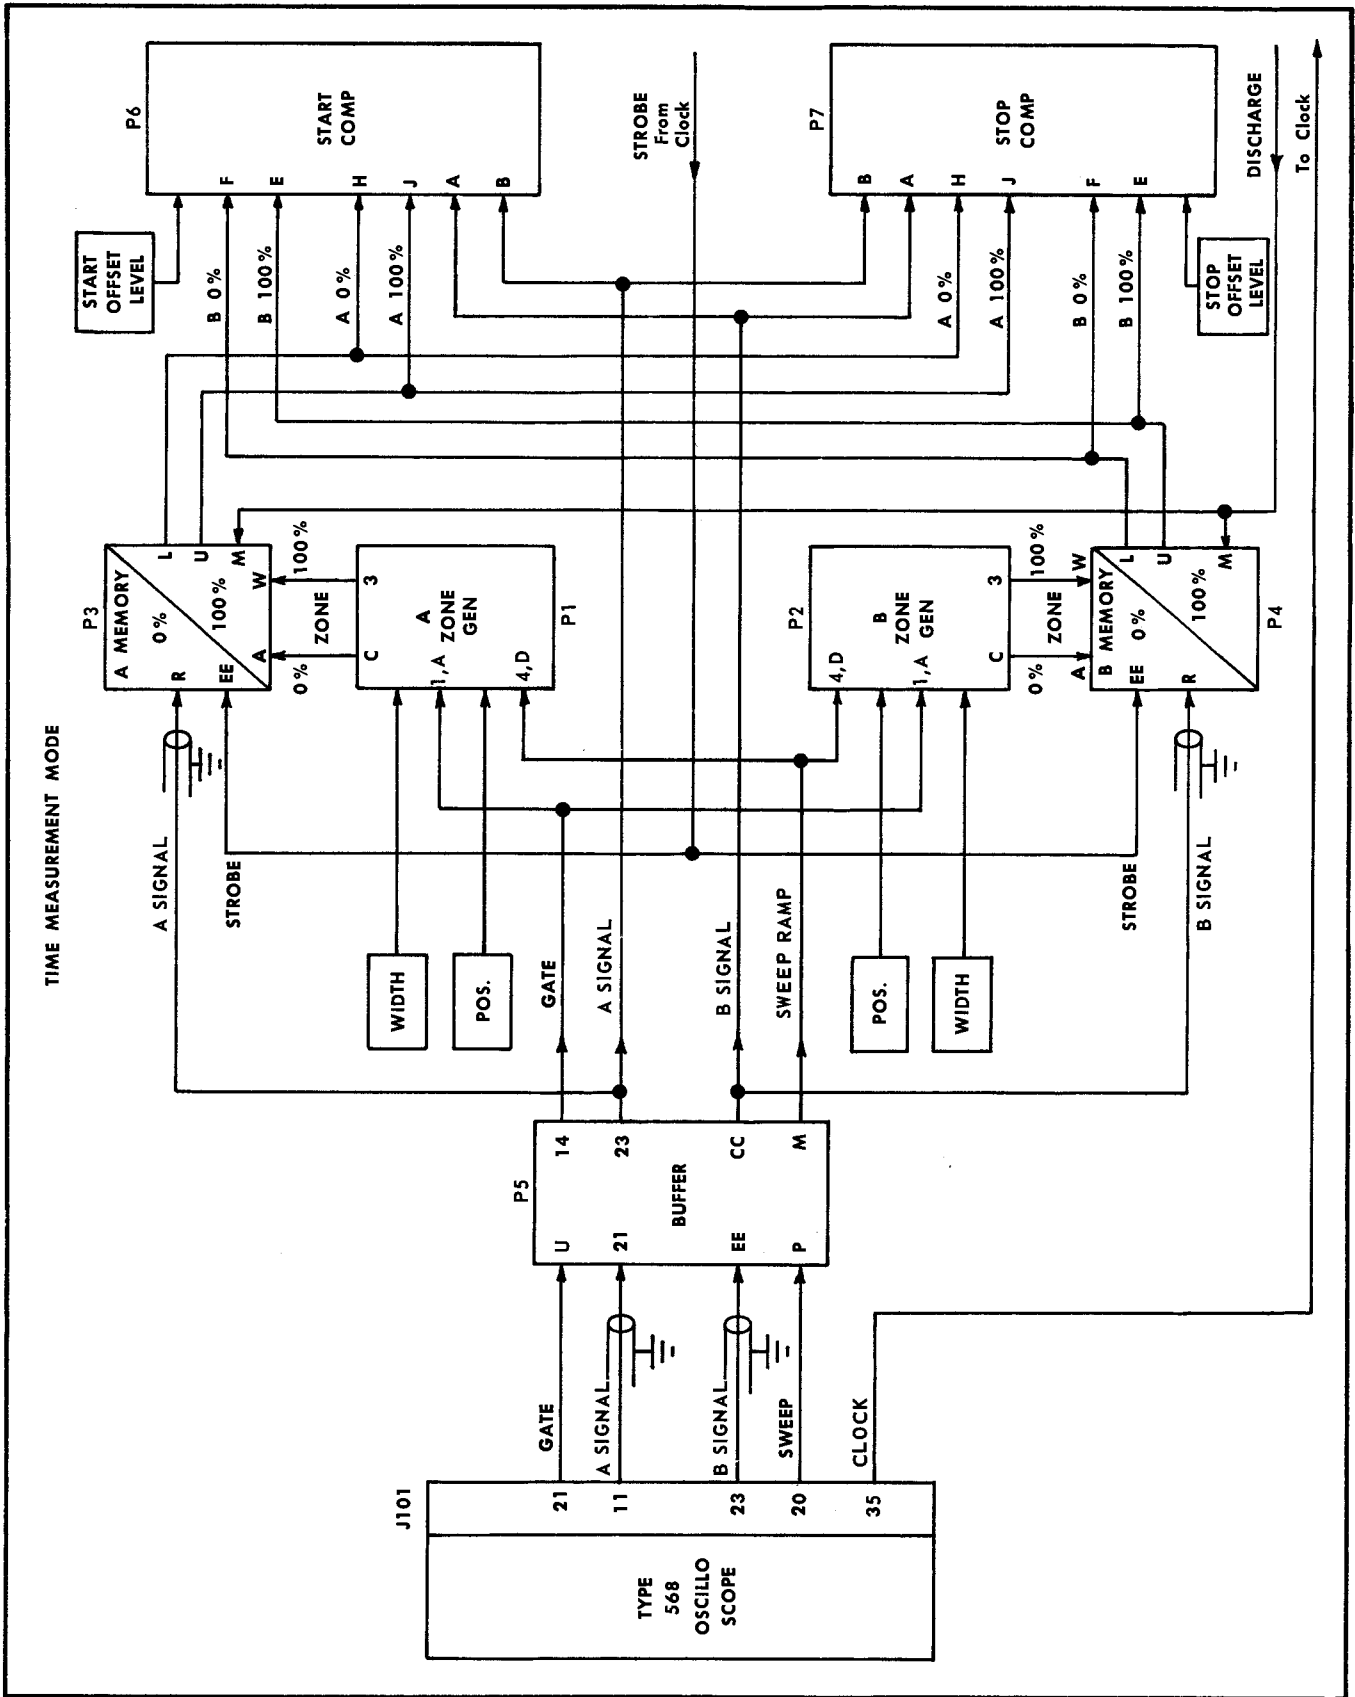 TIME MEASUREMENT MODE
TYPE
568
OSCILLO
SCOPE
J101
21
11
23
20
35
GATE
A SIGNAL
B SIGNAL
SWEEP
CLOCK
P5
BUFFER
U
21
EE
P
14
23
CC
M
GATE
A SIGNAL
B SIGNAL
SWEEP RAMP
A SIGNAL
STROBE
STROBE
B SIGNAL
WIDTH
POS.
POS.
WIDTH
P3
A MEMORY
0%
100%
R
EE
A
W
L
U
M
0%
ZONE
100%
A
ZONE
GEN
P1
C
3
1,A
4,D
P2
B
ZONE
GEN
4,D
1,A
C
3
0%
ZONE
100%
A
W
B MEMORY
EE
0%
R
100%
L
U
M
P4
START
OFFSET
LEVEL
B 0%
B 100%
A 0%
A 100%
P6
START
COMP
F
E
H
J
A
B
STROBE
From
Clock
P7
STOP
COMP
B
A
H
J
F
E
A 0%
A 100%
B 0%
B 100%
STOP
OFFSET
LEVEL
DISCHARGE
To Clock